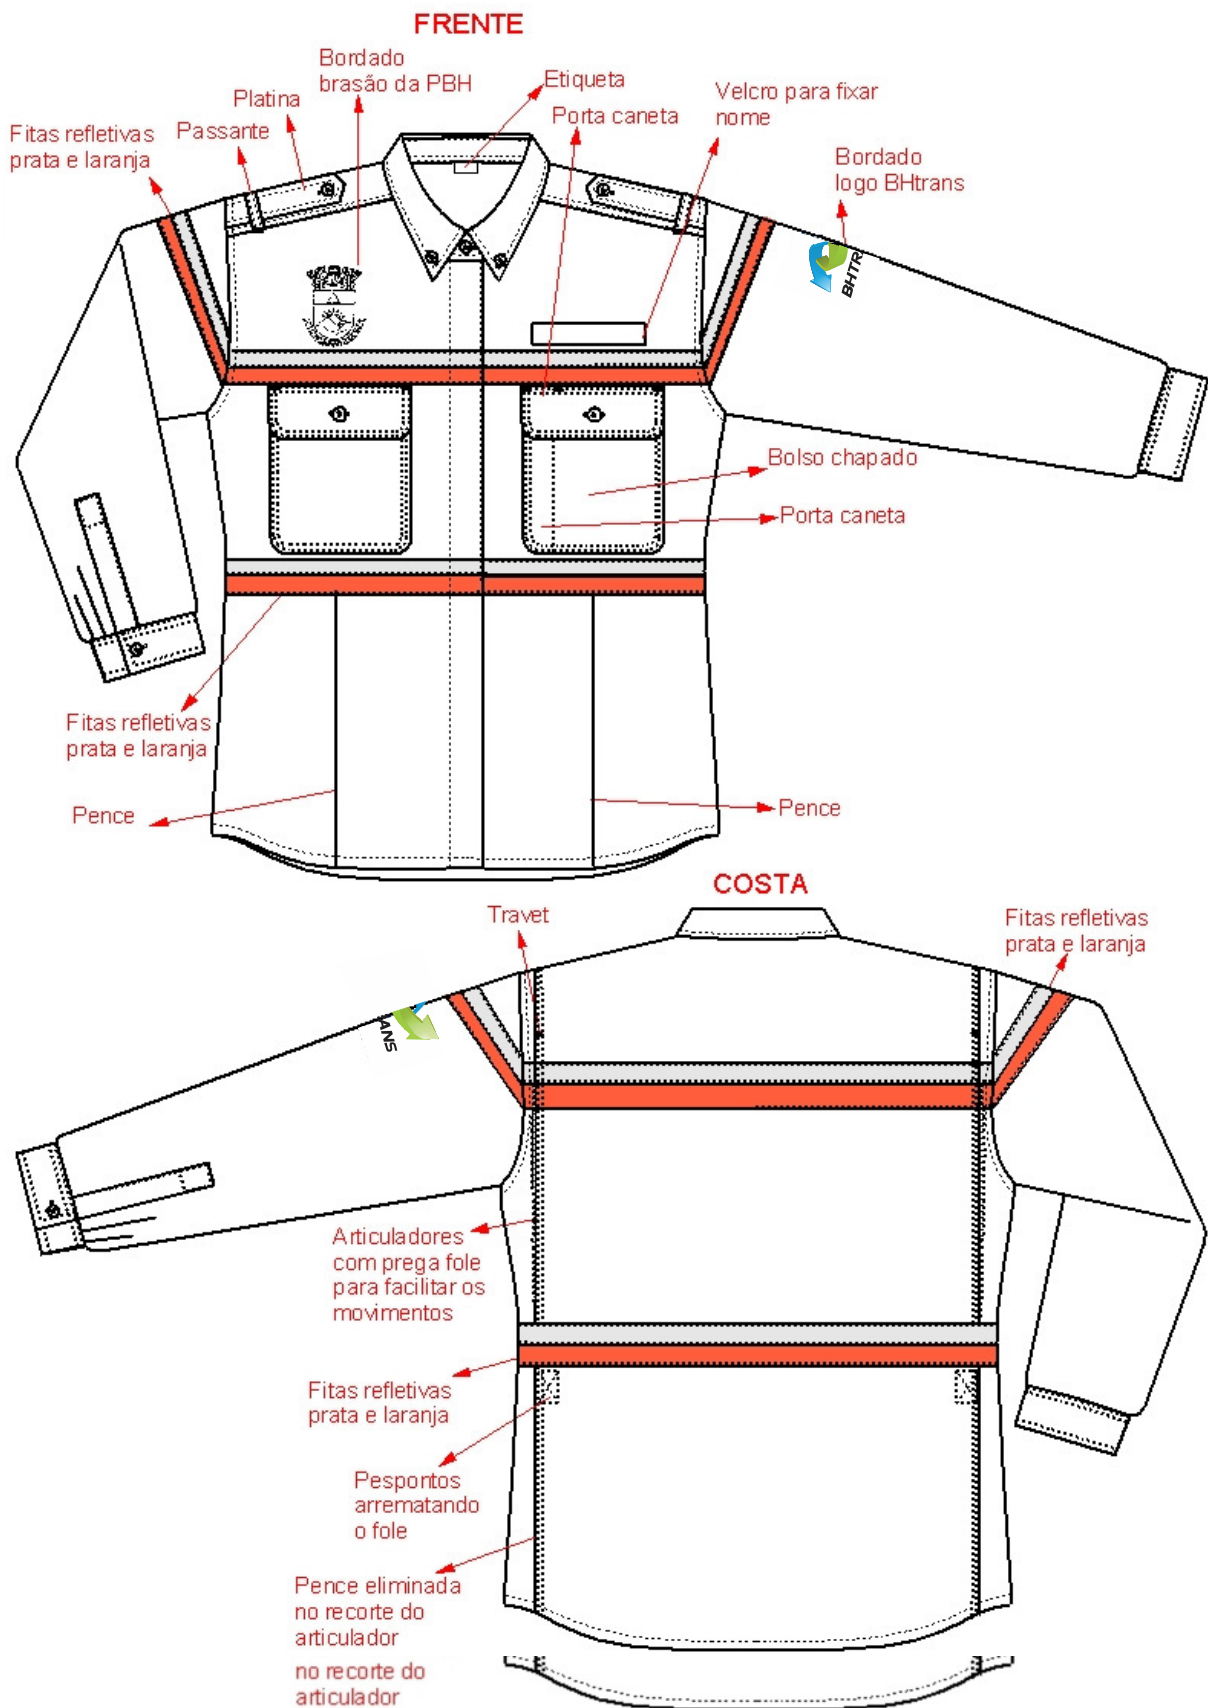 FRENTE
Bordado
brasão da PBH
Etiqueta
Velcro para fixar
nome
Platina
Porta caneta
Fitas refletivas
prata e laranja
Passante
Bordado
logo BHtrans
BHTR
Bolso chapado
Porta caneta
Fitas refletivas
prata e laranja
Pence
Pence
COSTA
Travet
Fitas refletivas
prata e laranja
ANS
Articuladores
com prega fole
para facilitar os
movimentos
Fitas refletivas
prata e laranja
Pespontos
arrematando
o fole
Pence eliminada
no recorte do
articulador
no recorte do
articulador